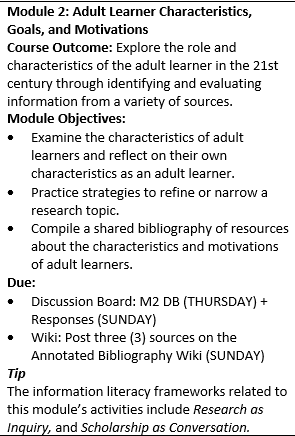 Module 2: Adult Learner Characteristics,
Goals, and Motivations
Course Outcome: Explore the role and
characteristics of the adult learner in the 21st
century through identifying and evaluating
information from a variety of sources.
Module Objectives:
• Examine the characteristics of adult
learners and reflect on their own
characteristics as an adult learner.
• Practice strategies to refine or narrow a
research topic.
• Compile a shared bibliography of resources
about the characteristics and motivations
of adult learners.
Due:
• Discussion Board: M2 DB (THURSDAY) +
Responses (SUNDAY)
• Wiki: Post three (3) sources on the
Annotated Bibliography Wiki (SUNDAY)
Tip
The information literacy frameworks related to
this module's activities include Research as
Inquiry, and Scholarship as Conversation.